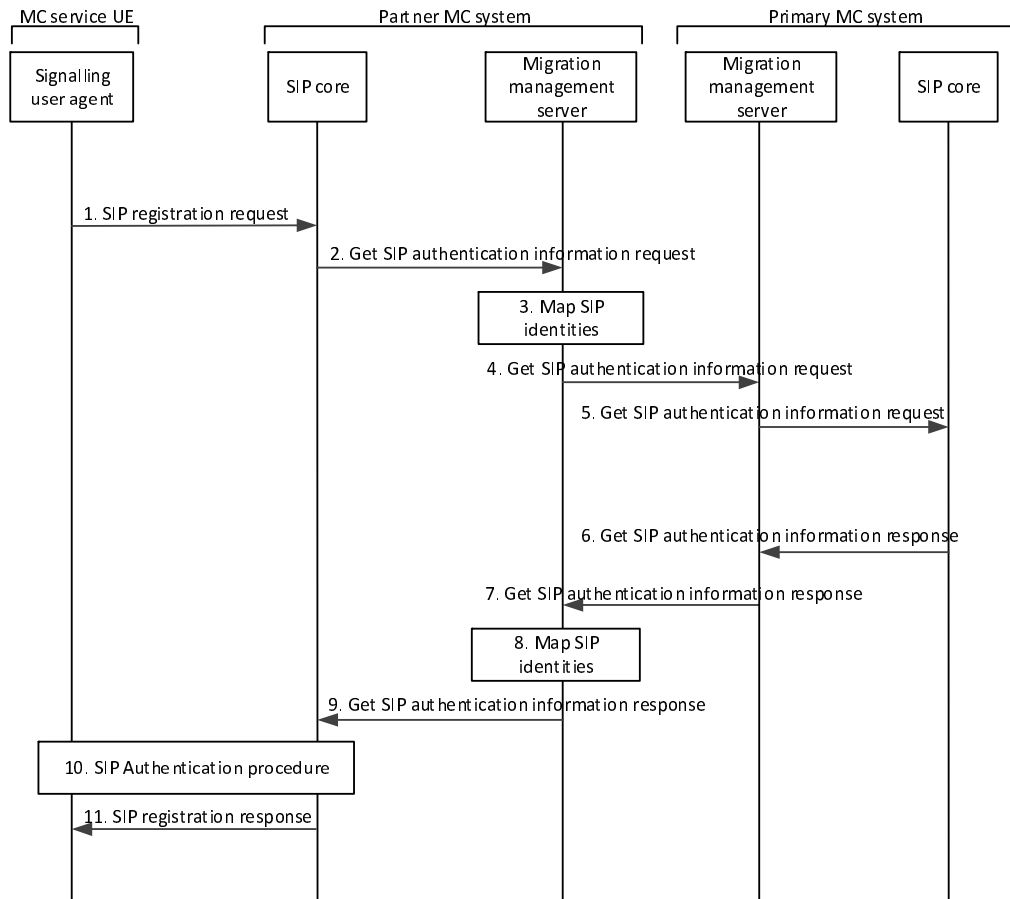 MC service UE
Partner MC system
Primary MC system
Signalling
user agent
SIP core
Migration
management
server
Migration
management
server
SIP core
1. SIP registration request
2. Get SIP authentication information request
3. Map SIP
identities
4. Get SIP authentication information request
5. Get SIP authentication information request
6. Get SIP authentication information response
7. Get SIP authentication information response
8. Map SIP
identities
9. Get SIP authentication information response
10. SIP Authentication procedure
11. SIP registration response